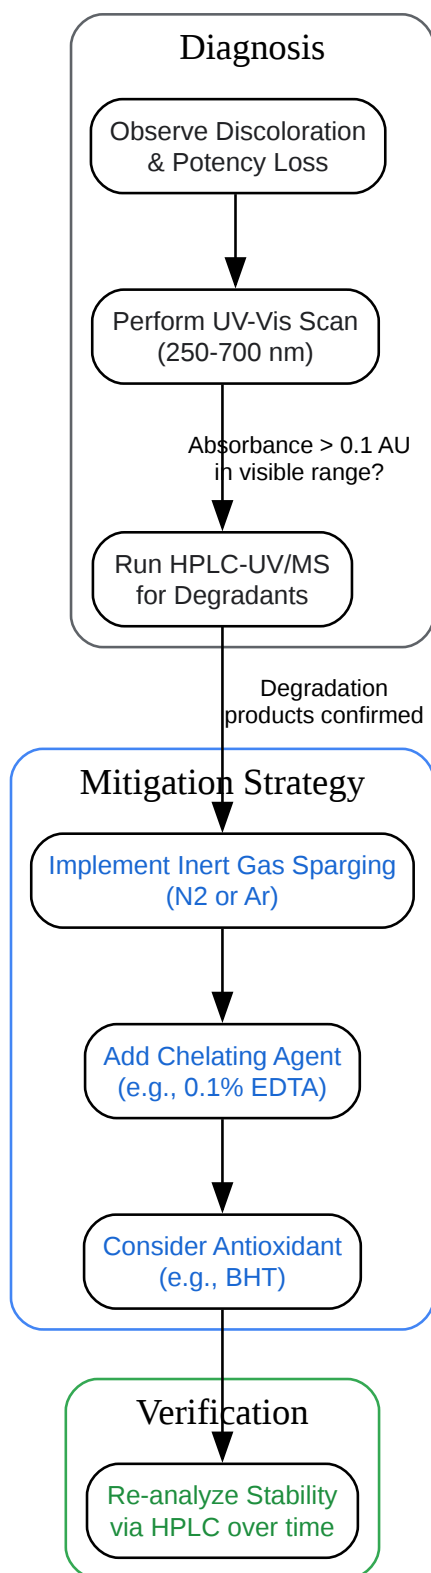 Diagnosis
Observe Discoloration
& Potency Loss
Perform UV-Vis Scan
(250-700 nm)
Absorbance > 0.1 AU
in visible range?
Run HPLC-UV/MS
for Degradants
Degradation
products confirmed
Mitigation Strategy
Implement Inert Gas Sparging
(N2 or Ar)
Add Chelating Agent
(e.g., 0.1% EDTA)
Consider Antioxidant
(e.g., BHT)
Verification
Re-analyze Stability
via HPLC over time